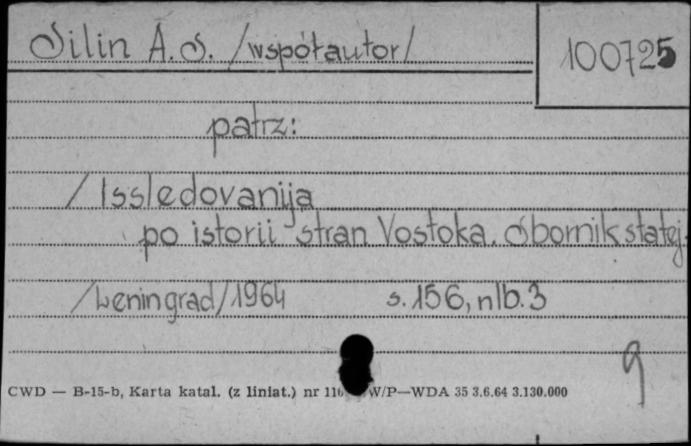 Silin A. S. /współautor/
100725
patrz:
/Issledovanija
po istorii stran Vostoka. Sbornik statej.
/Leningrad/1964 s. 156, nlb. 3
9
CWD — B-15-b, Karta katal. (z liniat.) nr W/P—WDA 35 3.6.64 3.130.000